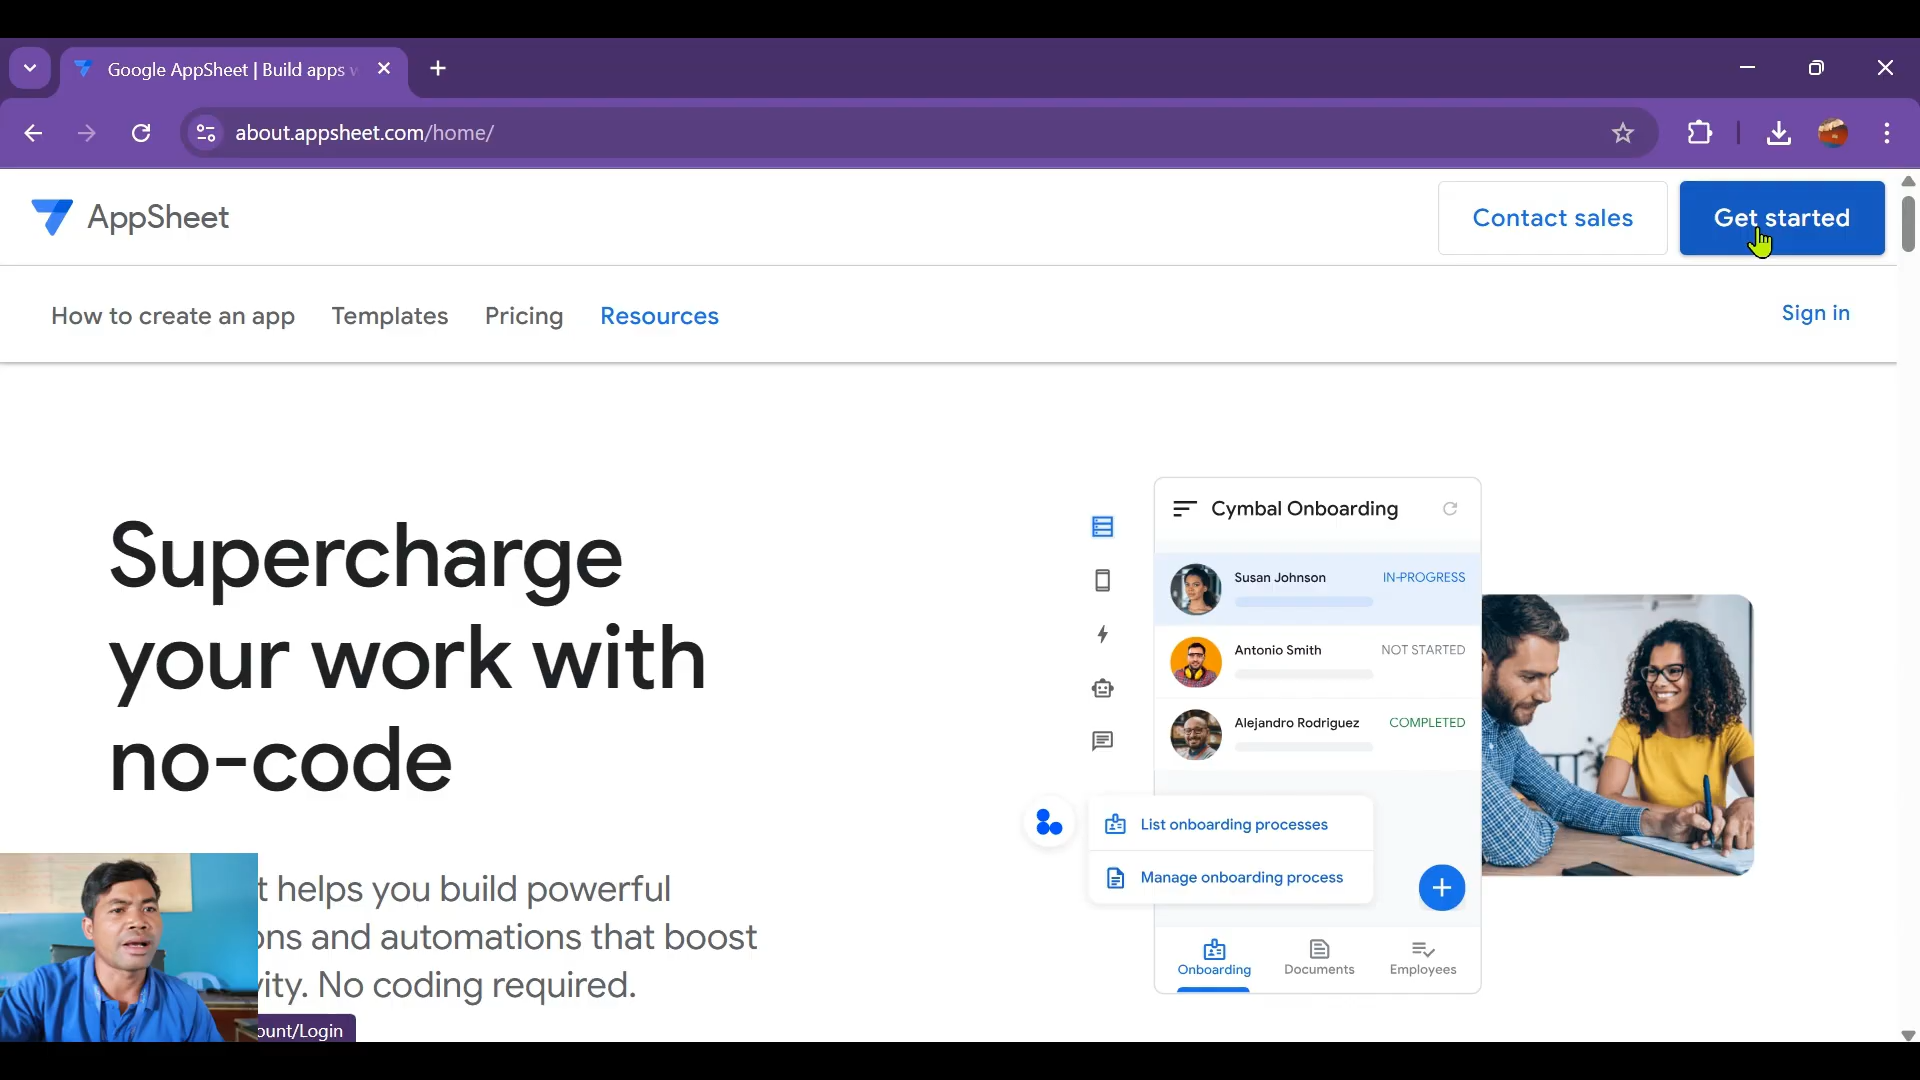 Google AppSheet | Build apps
about.appsheet.com/home/
AppSheet
Contact sales
Get started
How to create an app
Templates
Pricing
Resources
Sign in
Supercharge
your work with
no-code
t helps you build powerful
ons and automations that boost
vity. No coding required.
ount/Login
Cymbal Onboarding
Susan Johnson
IN-PROGRESS
Antonio Smith
NOT STARTED
Alejandro Rodriguez
COMPLETED
List onboarding processes
Manage onboarding process
Onboarding
Documents
Employees